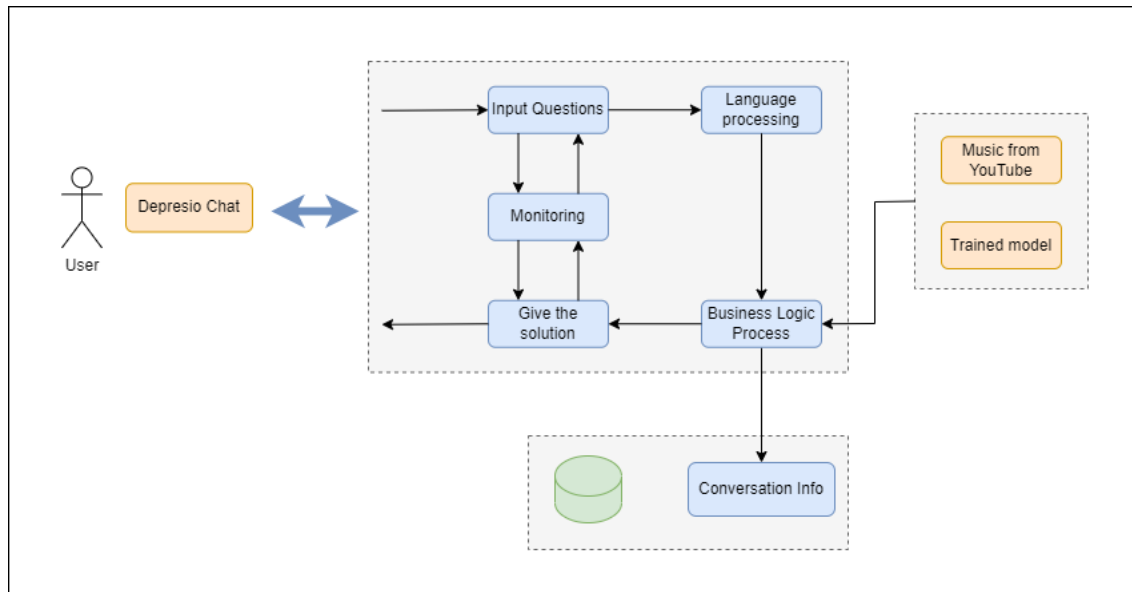 Input Questions
Language
processing
Music from
YouTube
Depresio Chat
Monitoring
Trained model
User
Give the
solution
Business Logic
Process
Conversation Info